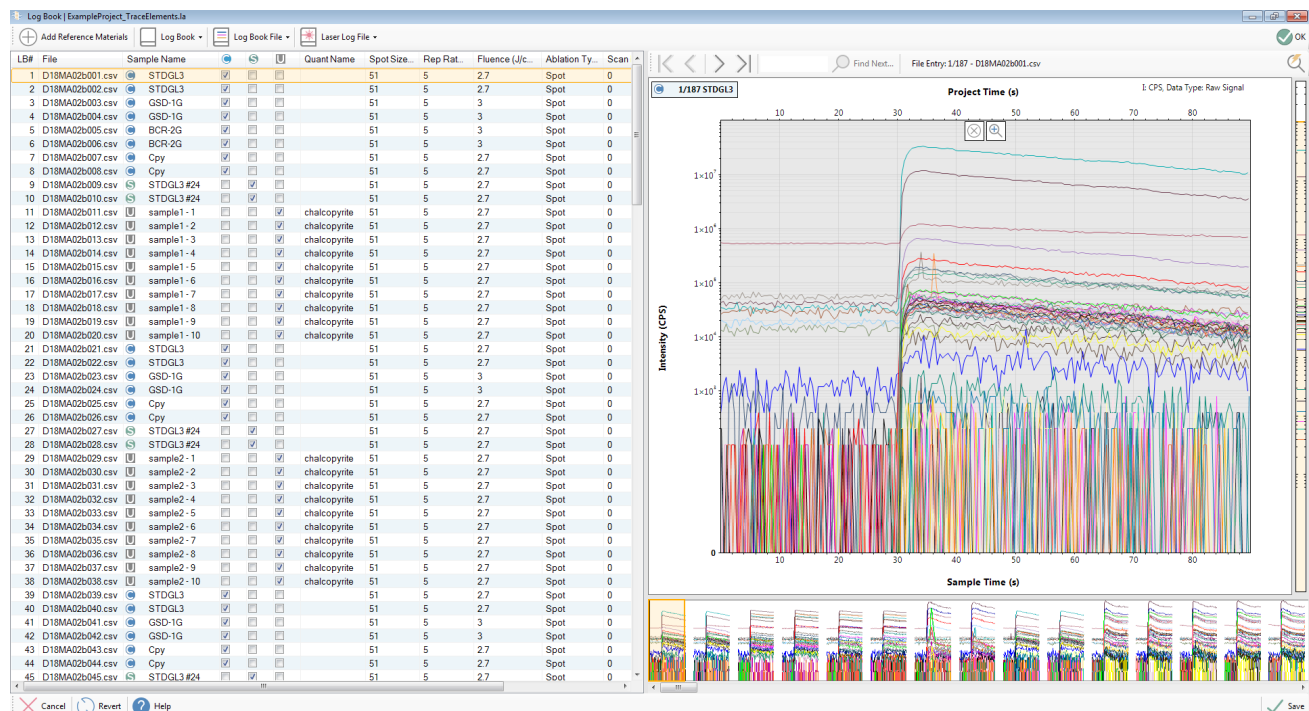 Log Book | ExampleProject_TraceElements.la
Add Reference Materials Log Book Log Book File Laser Log File OK
LB# File Sample Name C S U Quant Name Spot Size... Rep Rat... Fluence (J/c... Ablation Ty... Scan
1 D18MA02b001.csv C STDGL3 51 5 2.7 Spot 0
2 D18MA02b002.csv C STDGL3 51 5 2.7 Spot 0
3 D18MA02b003.csv C GSD-1G 51 5 3 Spot 0
4 D18MA02b004.csv C GSD-1G 51 5 3 Spot 0
5 D18MA02b005.csv C BCR-2G 51 5 3 Spot 0
6 D18MA02b006.csv C BCR-2G 51 5 3 Spot 0
7 D18MA02b007.csv C Cpy 51 5 2.7 Spot 0
8 D18MA02b008.csv C Cpy 51 5 2.7 Spot 0
9 D18MA02b009.csv S STDGL3 #24 51 5 2.7 Spot 0
10 D18MA02b010.csv S STDGL3 #24 51 5 2.7 Spot 0
11 D18MA02b011.csv U sample1 - 1 chalcopyrite 51 5 2.7 Spot 0
12 D18MA02b012.csv U sample1 - 2 chalcopyrite 51 5 2.7 Spot 0
13 D18MA02b013.csv U sample1 - 3 chalcopyrite 51 5 2.7 Spot 0
14 D18MA02b014.csv U sample1 - 4 chalcopyrite 51 5 2.7 Spot 0
15 D18MA02b015.csv U sample1 - 5 chalcopyrite 51 5 2.7 Spot 0
16 D18MA02b016.csv U sample1 - 6 chalcopyrite 51 5 2.7 Spot 0
17 D18MA02b017.csv U sample1 - 7 chalcopyrite 51 5 2.7 Spot 0
18 D18MA02b018.csv U sample1 - 8 chalcopyrite 51 5 2.7 Spot 0
19 D18MA02b019.csv U sample1 - 9 chalcopyrite 51 5 2.7 Spot 0
20 D18MA02b020.csv U sample1 - 10 chalcopyrite 51 5 2.7 Spot 0
21 D18MA02b021.csv C STDGL3 51 5 2.7 Spot 0
22 D18MA02b022.csv C STDGL3 51 5 2.7 Spot 0
23 D18MA02b023.csv C GSD-1G 51 5 3 Spot 0
24 D18MA02b024.csv C GSD-1G 51 5 3 Spot 0
25 D18MA02b025.csv C Cpy 51 5 2.7 Spot 0
26 D18MA02b026.csv C Cpy 51 5 2.7 Spot 0
27 D18MA02b027.csv S STDGL3 #24 51 5 2.7 Spot 0
28 D18MA02b028.csv S STDGL3 #24 51 5 2.7 Spot 0
29 D18MA02b029.csv U sample2 - 1 chalcopyrite 51 5 2.7 Spot 0
30 D18MA02b030.csv U sample2 - 2 chalcopyrite 51 5 2.7 Spot 0
31 D18MA02b031.csv U sample2 - 3 chalcopyrite 51 5 2.7 Spot 0
32 D18MA02b032.csv U sample2 - 4 chalcopyrite 51 5 2.7 Spot 0
33 D18MA02b033.csv U sample2 - 5 chalcopyrite 51 5 2.7 Spot 0
34 D18MA02b034.csv U sample2 - 6 chalcopyrite 51 5 2.7 Spot 0
35 D18MA02b035.csv U sample2 - 7 chalcopyrite 51 5 2.7 Spot 0
36 D18MA02b036.csv U sample2 - 8 chalcopyrite 51 5 2.7 Spot 0
37 D18MA02b037.csv U sample2 - 9 chalcopyrite 51 5 2.7 Spot 0
38 D18MA02b038.csv U sample2 - 10 chalcopyrite 51 5 2.7 Spot 0
39 D18MA02b039.csv C STDGL3 51 5 2.7 Spot 0
40 D18MA02b040.csv C STDGL3 51 5 2.7 Spot 0
41 D18MA02b041.csv C GSD-1G 51 5 3 Spot 0
42 D18MA02b042.csv C GSD-1G 51 5 3 Spot 0
43 D18MA02b043.csv C Cpy 51 5 2.7 Spot 0
44 D18MA02b044.csv C Cpy 51 5 2.7 Spot 0
45 D18MA02b045.csv S STDGL3 #24 51 5 2.7 Spot 0
Find Next... File Entry: 1/187 - D18MA02b001.csv
C 1/187 STDGL3 Project Time (s) I: CPS, Data Type: Raw Signal
10 20 30 40 50 60 70 80
Intensity (CPS)
0
10 20 30 40 50 60 70 80
Sample Time (s)
Cancel Revert Help Save